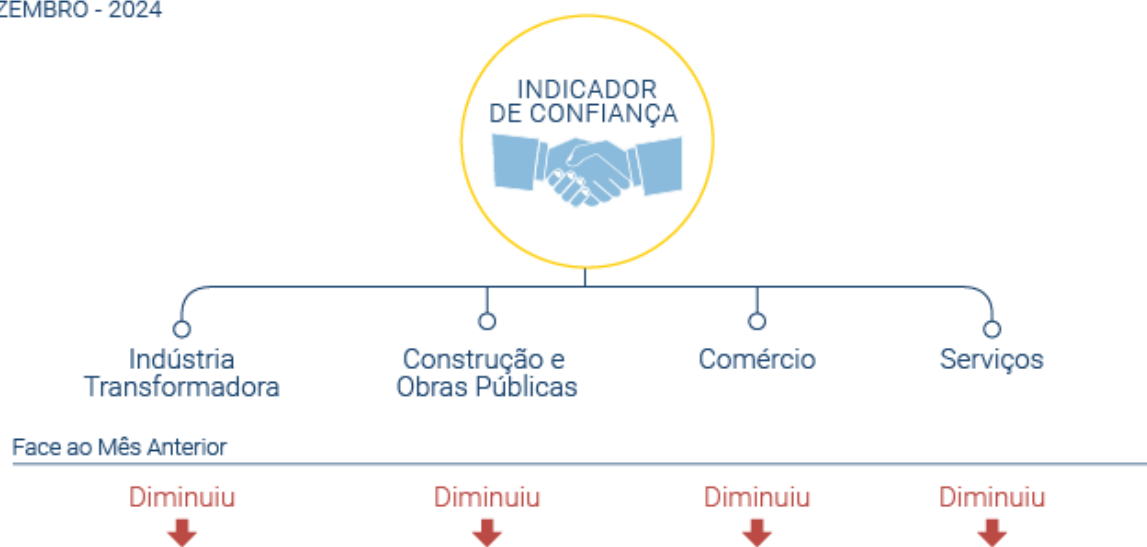 ZEMBRO - 2024
INDICADOR
DE CONFIANÇA
Indústria
Transformadora
Construção e
Obras Públicas
Comércio
Serviços
Face ao Mês Anterior
Diminuiu
Diminuiu
Diminuiu
Diminuiu